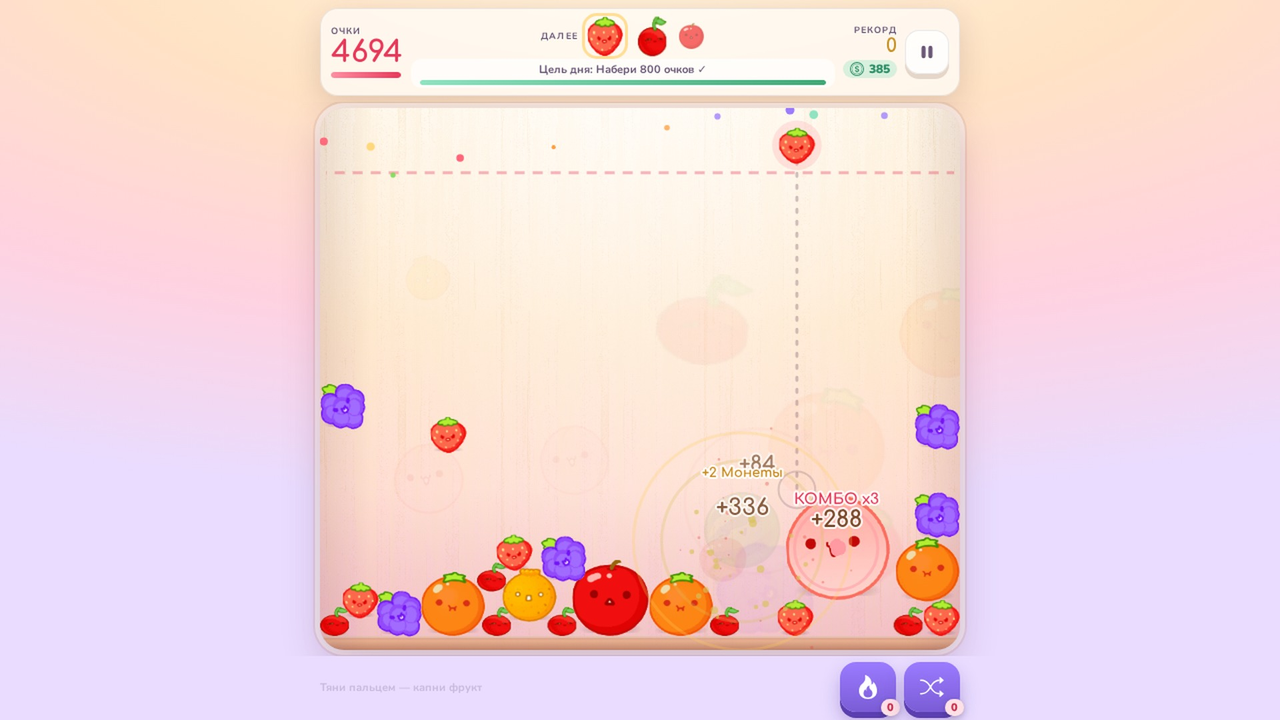 ОЧКИ
4694
ДАЛЕЕ
РЕКОРД
0
385
Цель дня: Набери 800 очков ✓
+84
+2 Монеты
+336
КОМБО x3
+288
Тяни пальцем — капни фрукт
0
0